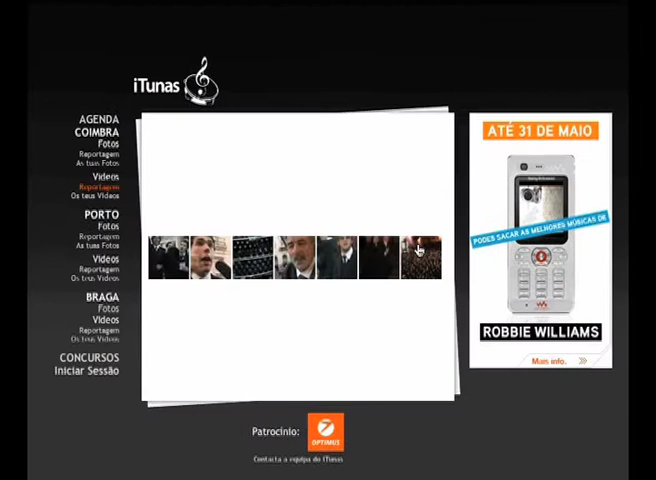 iTunas
AGENDA
COIMBRA
Fotos
Reportagem
As tuas Fotos
Videos
Reportagem
Os teus Videos
PORTO
Fotos
Reportagem
As tuas Fotos
Videos
Reportagem
Os teus Videos
BRAGA
Fotos
Videos
Reportagem
Os teus Videos
CONCURSOS
Iniciar Sessão
ATÉ 31 DE MAIO
Sony Ericsson
PODES SACAR AS MELHORES MÚSICAS DE
ROBBIE WILLIAMS
Mais info.
Patrocínio:
OPTIMUS
Contacta a equipa do iTunas